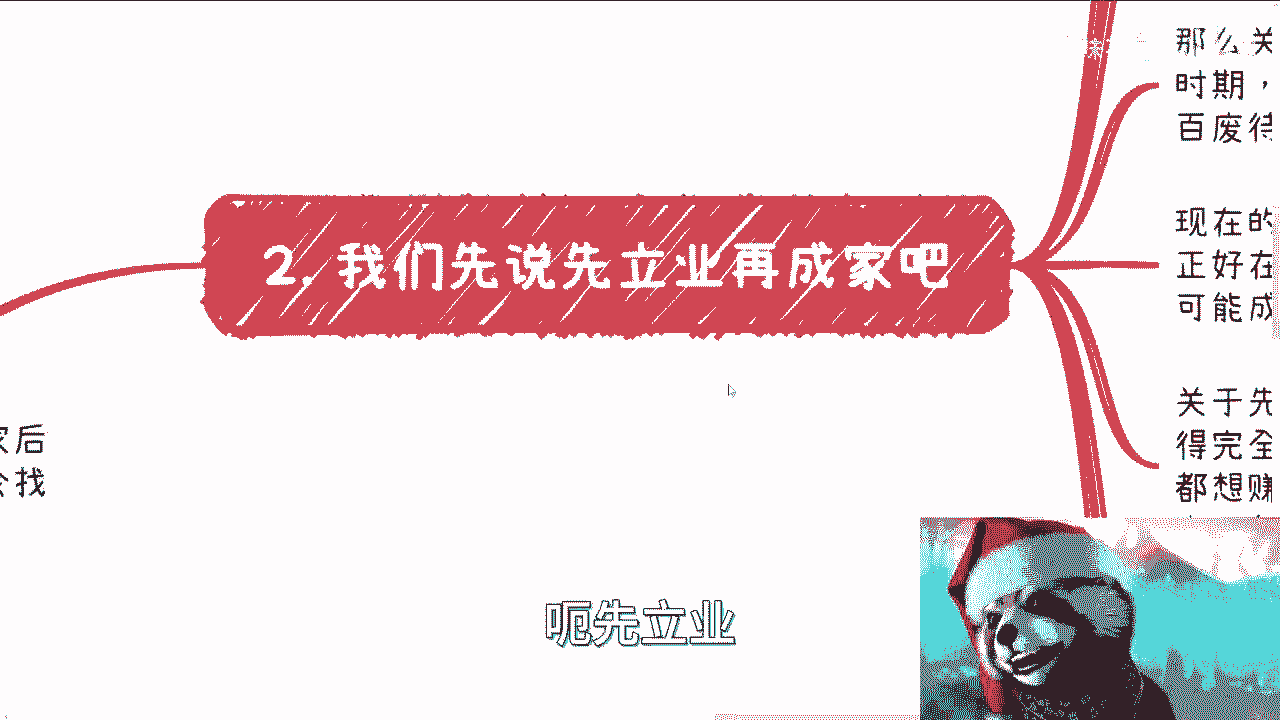 家后
会找
2. 我们先说先立业再成家吧
那么关
时期，
百废待
现在的
正好在
可能成
关于先
得完全
都想赚
呃先立业